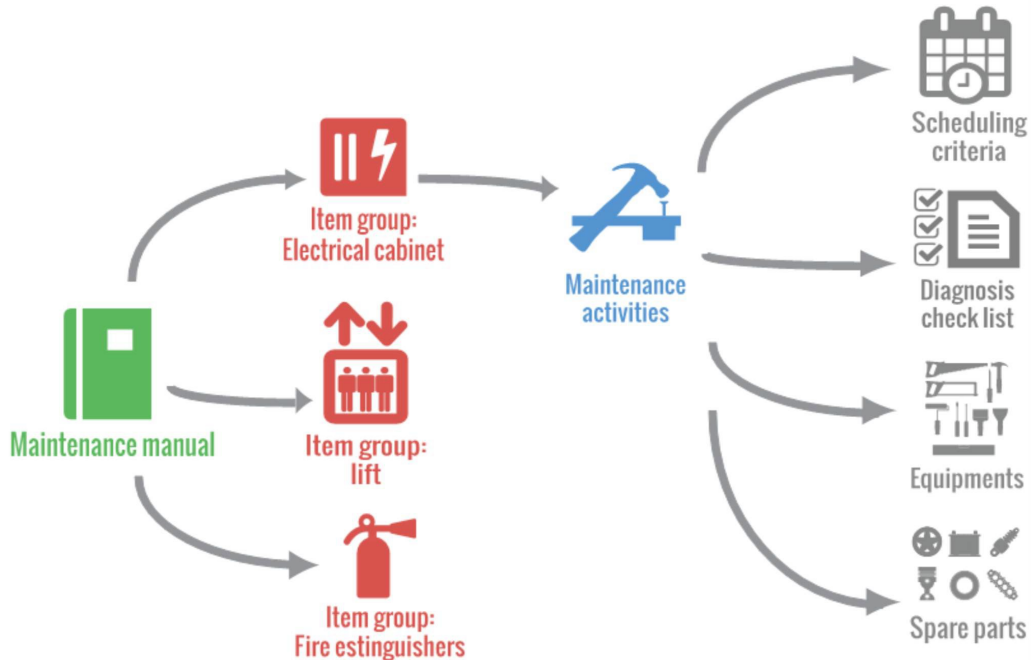 Maintenance manual
Item group:
Electrical cabinet
Item group:
lift
Item group:
Fire estinguishers
Maintenance
activities
Scheduling
criteria
Diagnosis
check list
Equipments
Spare parts